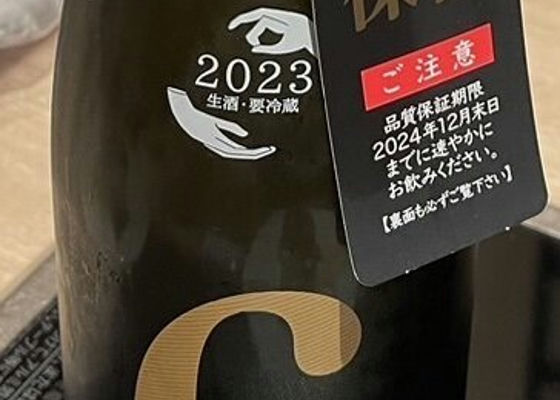 2023
生酒・要冷蔵
ご注意
品質保証期限
2024年12月末日
までに速やかに
お飲みください。
【裏面も必ずご覧下さい】